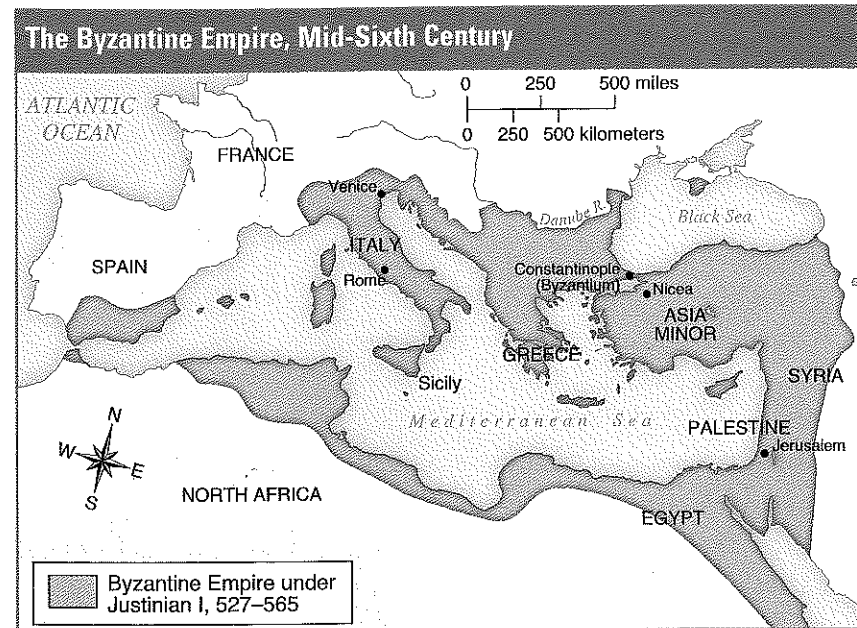 The Byzantine Empire, Mid-Sixth Century
0 250 500 miles
0 250 500 kilometers
ATLANTIC
OCEAN
FRANCE
Venice
Danube R.
Black Sea
ITALY
SPAIN
Rome
Constantinople
(Byzantium)
Nicea
ASIA
MINOR
GREECE
SYRIA
Sicily
Mediterranean Sea
PALESTINE
Jerusalem
N
W
E
S
NORTH AFRICA
EGYPT
Byzantine Empire under
Justinian I, 527–565